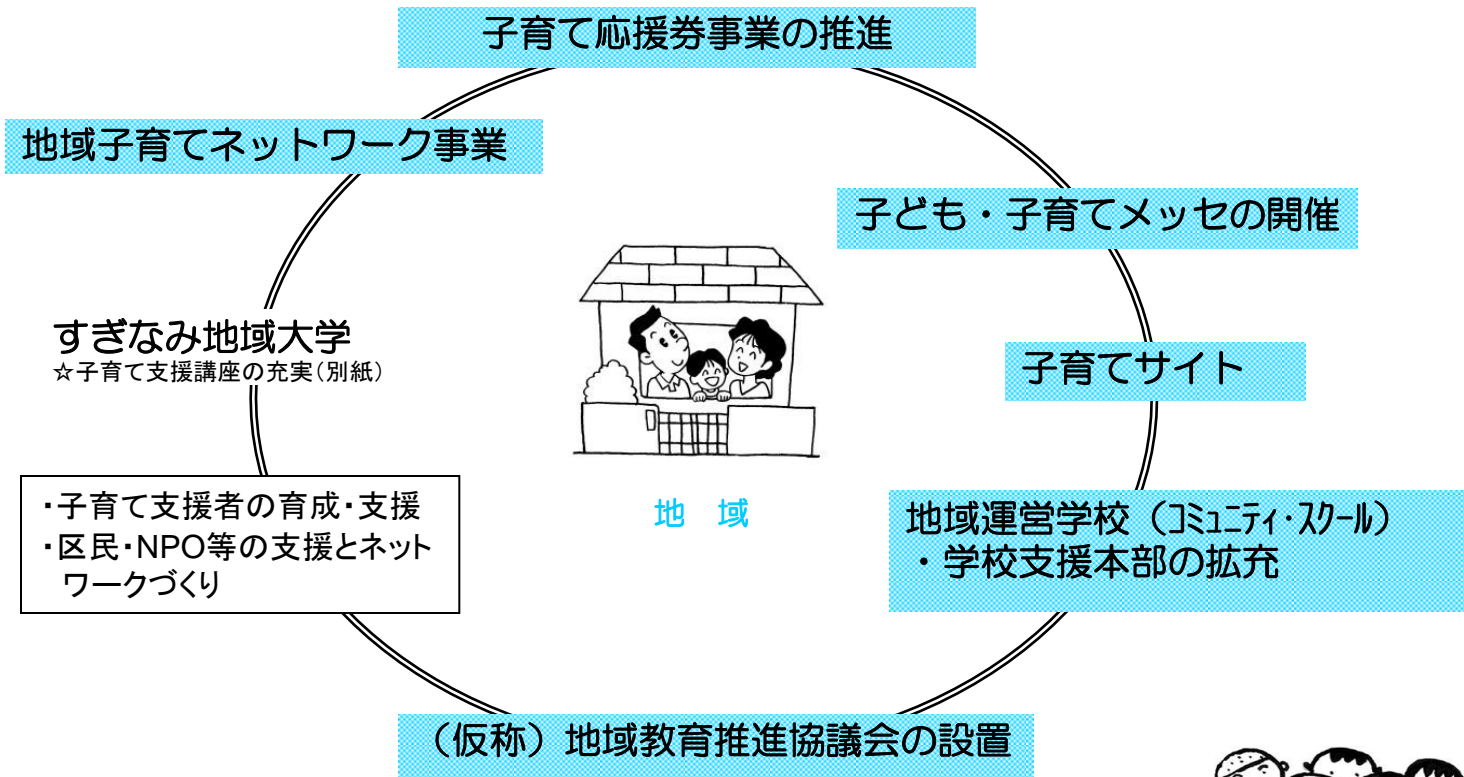 子育て応援券事業の推進
地域子育てネットワーク事業
子ども・子育てメッセの開催
すぎなみ地域大学
☆子育て支援講座の充実（別紙）
子育てサイト
・子育て支援者の育成・支援
・区民・NPO等の支援とネット
ワークづくり
地　域
地域運営学校（ｺﾐｭﾆﾃｨ・ｽｸｰﾙ）
・学校支援本部の拡充
（仮称）地域教育推進協議会の設置